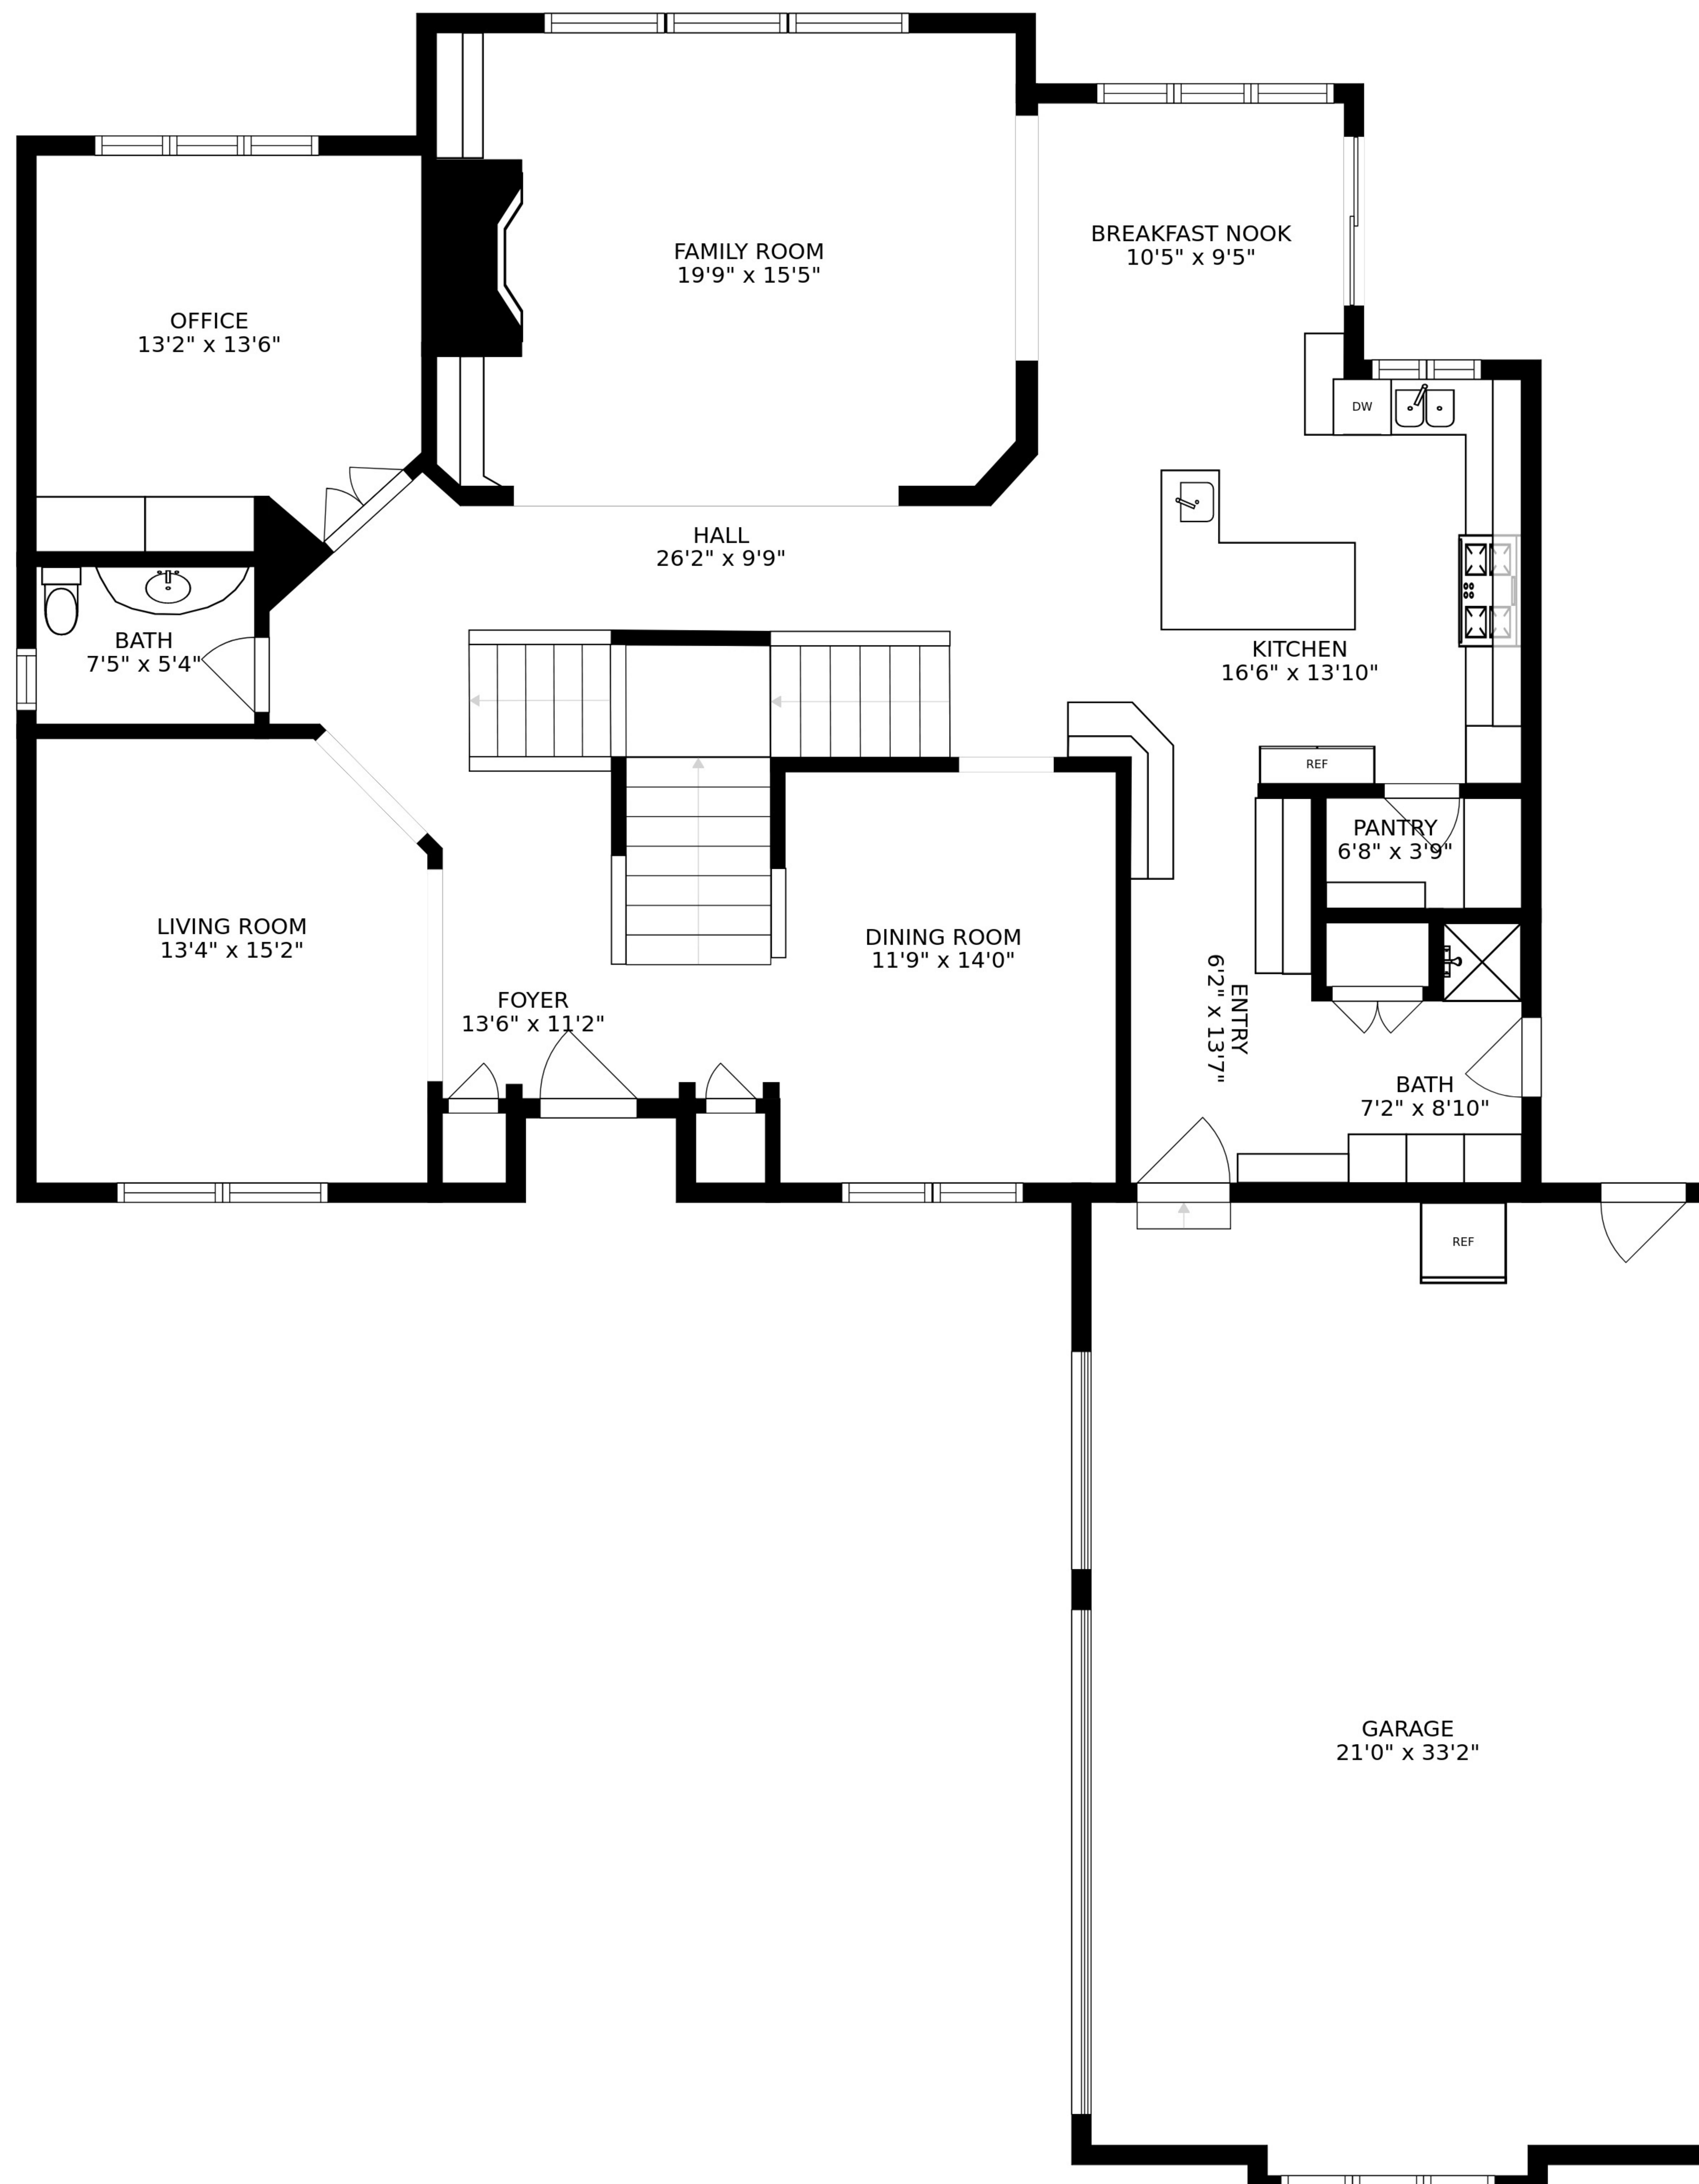 FAMILY ROOM
19'9" x 15'5"
BREAKFAST NOOK
10'5" x 9'5"
OFFICE
13'2" x 13'6"
DW
HALL
26'2" x 9'9"
BATH
7'5" x 5'4"
KITCHEN
16'6" x 13'10"
REF
PANTRY
6'8" x 3'9"
LIVING ROOM
13'4" x 15'2"
DINING ROOM
11'9" x 14'0"
FOYER
13'6" x 11'2"
ENTRY
6'2" x 13'7"
BATH
7'2" x 8'10"
REF
GARAGE
21'0" x 33'2"